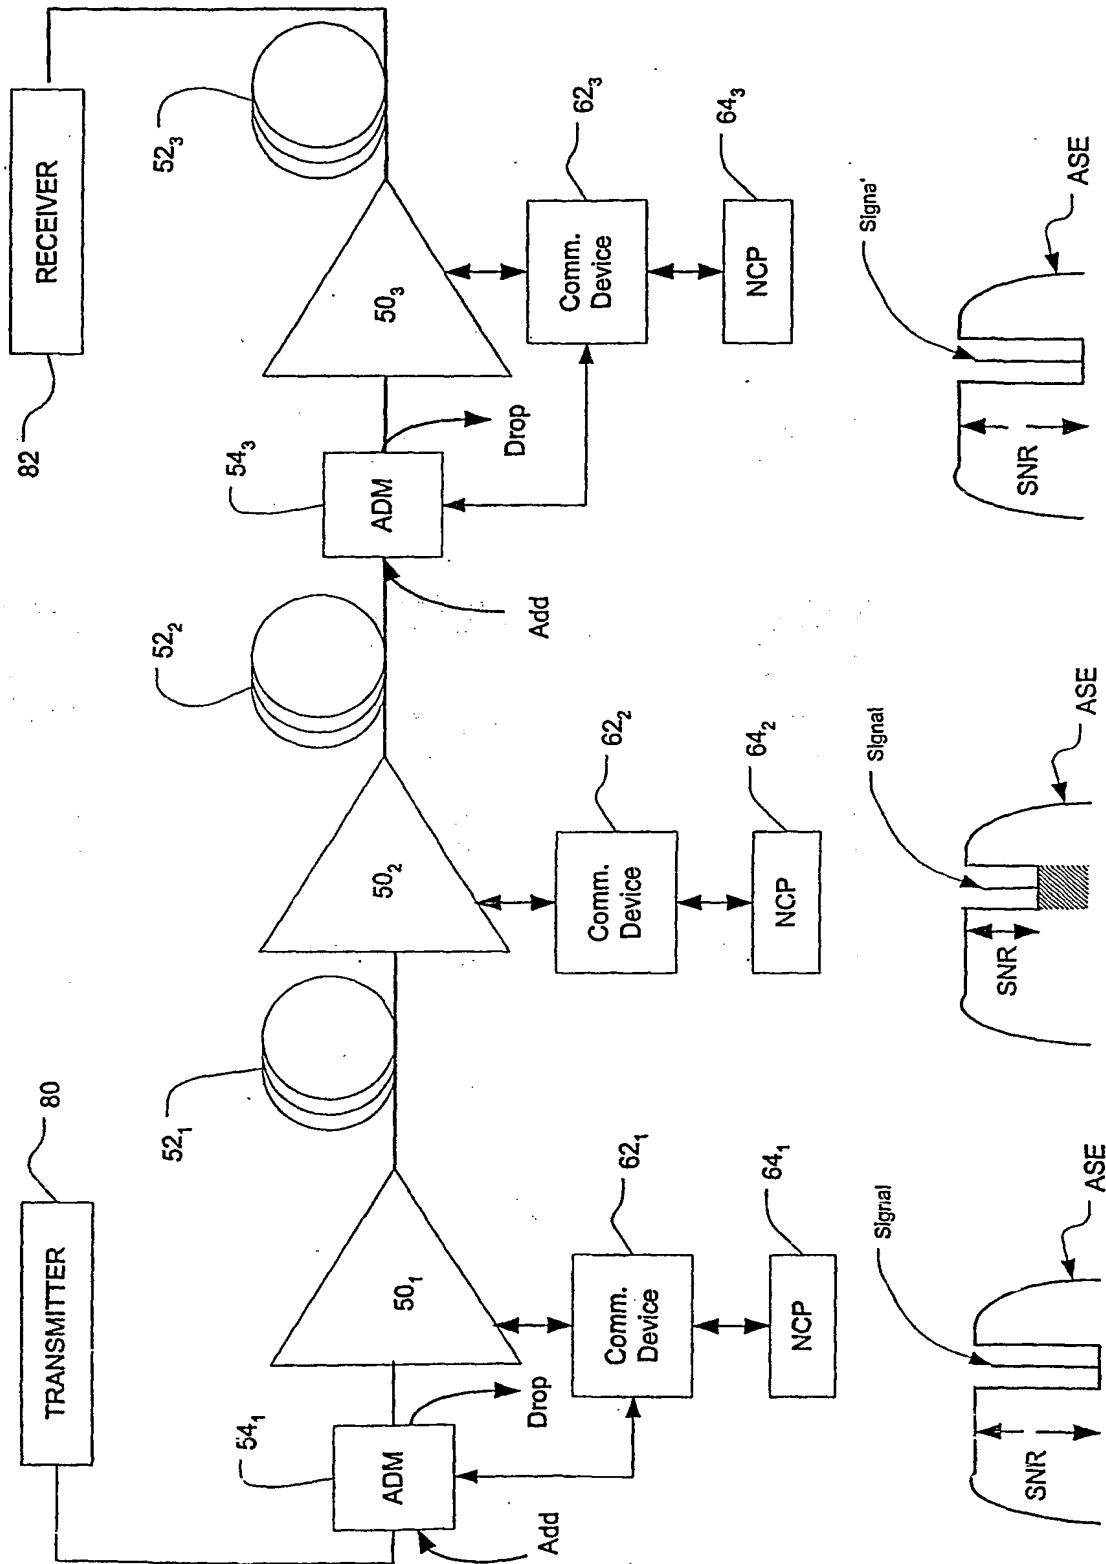 TRANSMITTER
80
RECEIVER
82
52₁
52₂
52₃
54₁
ADM
Add
Drop
50₁
50₂
54₃
ADM
Add
Drop
50₃
Comm.
Device
62₁
Comm.
Device
62₂
Comm.
Device
62₃
NCP
64₁
NCP
64₂
NCP
64₃
SNR
Signal
ASE
SNR
Signal
ASE
SNR
Signa'
ASE